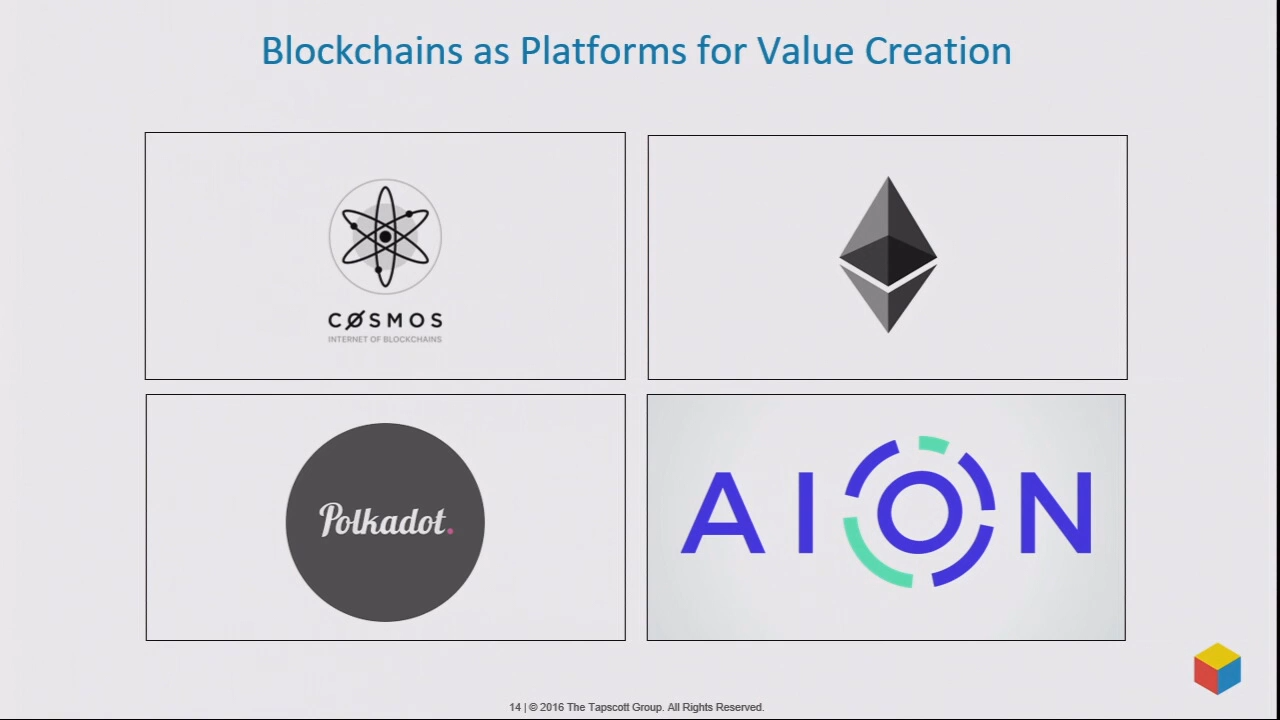 Blockchains as Platforms for Value Creation
CØSMOS
INTERNET OF BLOCKCHAINS
Polkadot.
AION
14 | © 2016 The Tapscott Group. All Rights Reserved.